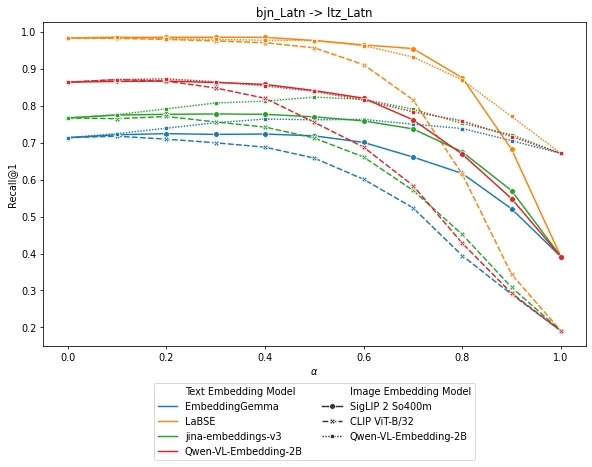 bjn_Latn -> ltz_Latn
Recall@1
1.0
0.9
0.8
0.7
0.6
0.5
0.4
0.3
0.2
0.0 0.2 0.4 0.6 0.8 1.0
α
Text Embedding Model Image Embedding Model
EmbeddingGemma SigLIP 2 So400m
LaBSE CLIP ViT-B/32
jina-embeddings-v3 Qwen-VL-Embedding-2B
Qwen-VL-Embedding-2B